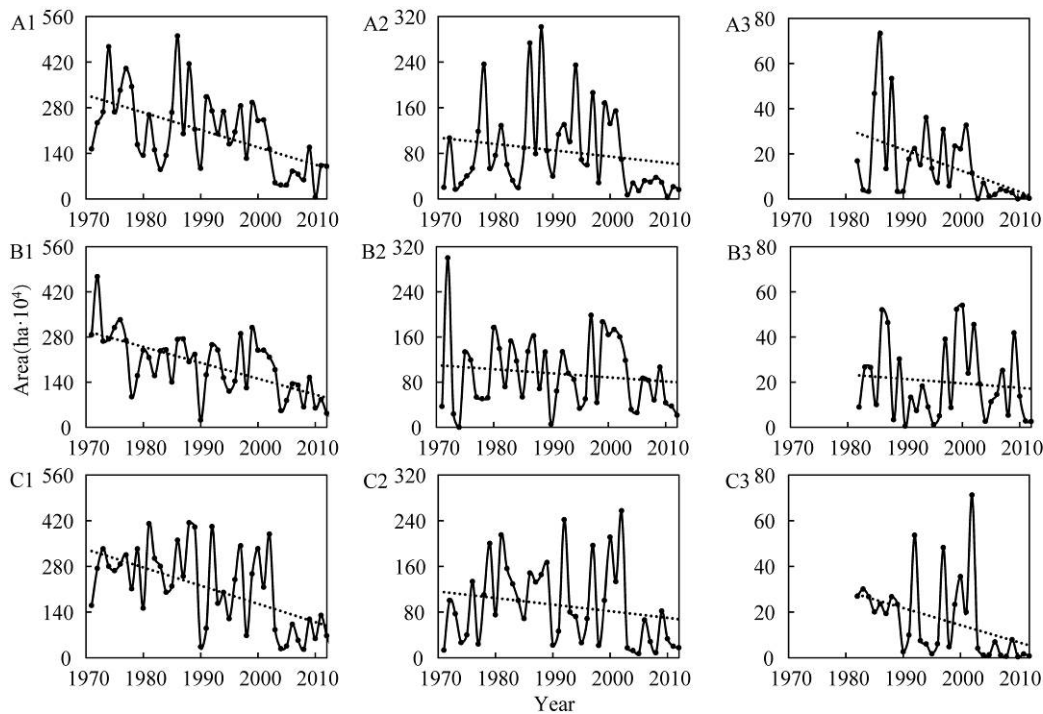 A1 560 420 280 140 0 1970 1980 1990 2000 2010
A2 320 240 160 80 0 1970 1980 1990 2000 2010
A3 80 60 40 20 0 1970 1980 1990 2000 2010
B1 560 420 280 140 0 1970 1980 1990 2000 2010
B2 320 240 160 80 0 1970 1980 1990 2000 2010
B3 80 60 40 20 0 1970 1980 1990 2000 2010
Area(ha·10⁴)
C1 560 420 280 140 0 1970 1980 1990 2000 2010
C2 320 240 160 80 0 1970 1980 1990 2000 2010
C3 80 60 40 20 0 1970 1980 1990 2000 2010
Year